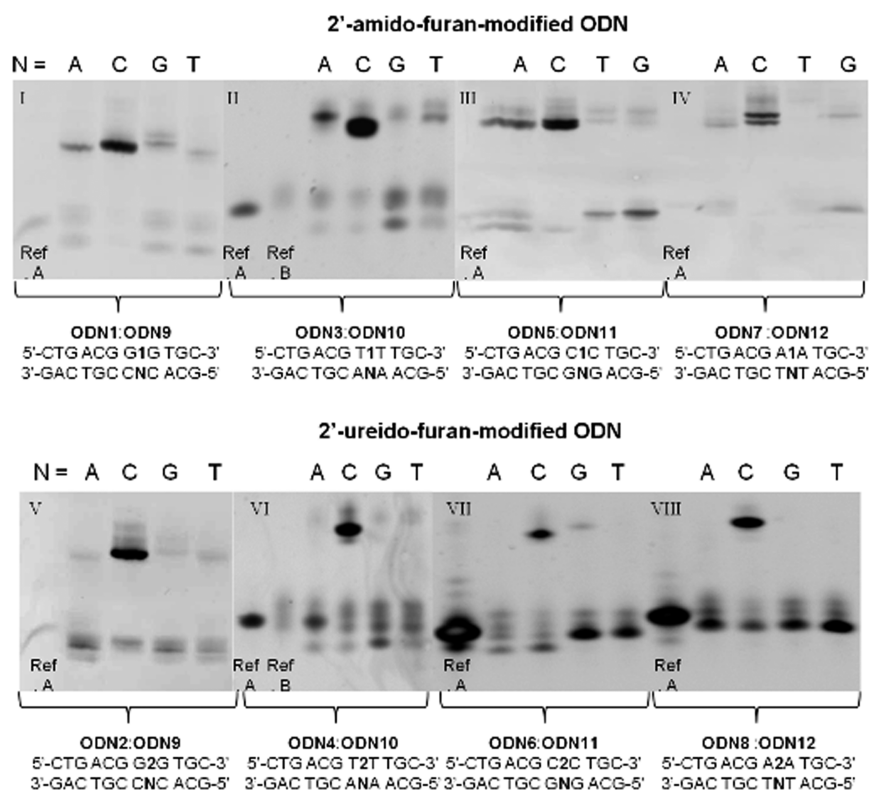 2'-amido-furan-modified ODN
N = A C G T A C G T A C T G A C T G
I II III IV
Ref Ref Ref Ref Ref
. A . A . B . A . A
ODN1:ODN9 ODN3:ODN10 ODN5:ODN11 ODN7:ODN12
5'-CTG ACG G1G TGC-3' 5'-CTG ACG T1T TGC-3' 5'-CTG ACG C1C TGC-3' 5'-CTG ACG A1A TGC-3'
3'-GAC TGC CNC ACG-5' 3'-GAC TGC ANA ACG-5' 3'-GAC TGC GNG ACG-5' 3'-GAC TGC TNT ACG-5'
2'-ureido-furan-modified ODN
N = A C G T A C G T A C G T A C G T
V VI VII VIII
Ref Ref Ref Ref Ref
. A . A . B . A . A
ODN2:ODN9 ODN4:ODN10 ODN6:ODN11 ODN8:ODN12
5'-CTG ACG G2G TGC-3' 5'-CTG ACG T2T TGC-3' 5'-CTG ACG C2C TGC-3' 5'-CTG ACG A2A TGC-3'
3'-GAC TGC CNC ACG-5' 3'-GAC TGC ANA ACG-5' 3'-GAC TGC GNG ACG-5' 3'-GAC TGC TNT ACG-5'